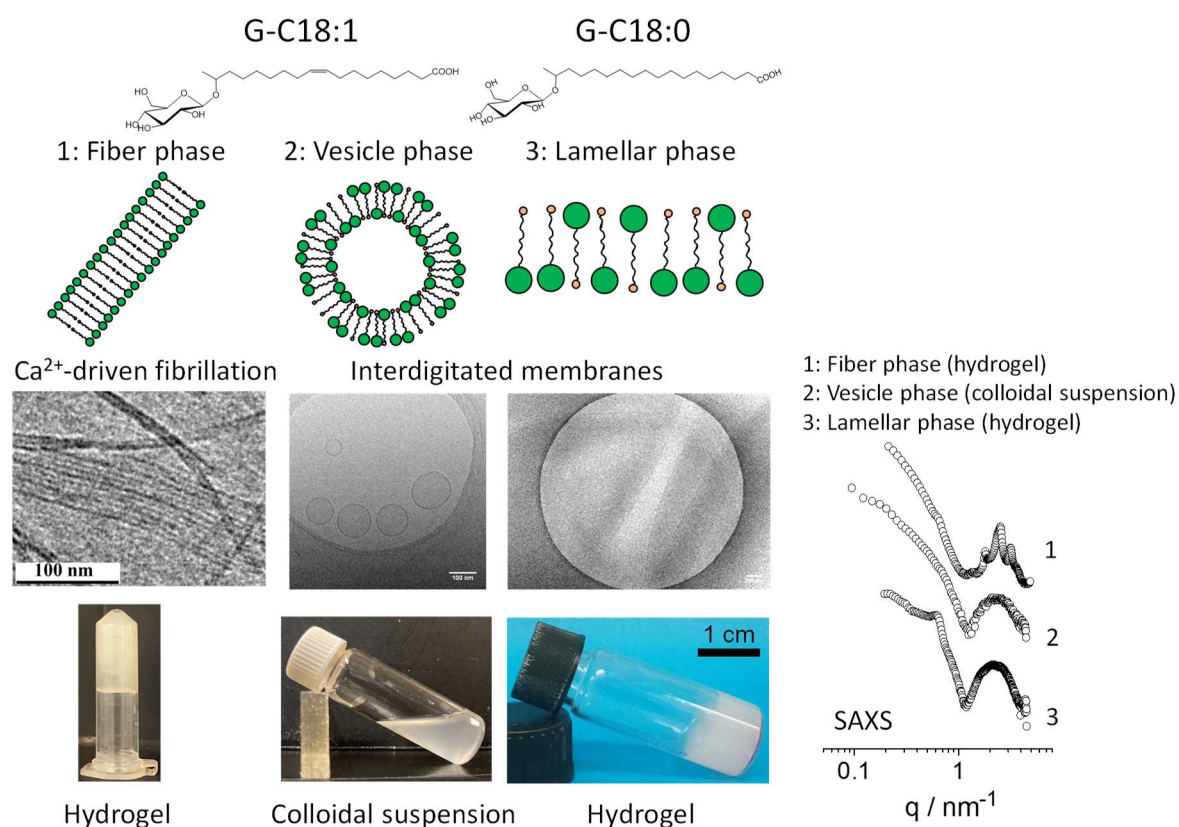 G-C18:1
G-C18:0
COOH
HO
O
O
OH
HO
HO
COOH
OH
O
O
OH
HO
HO
1: Fiber phase
2: Vesicle phase
3: Lamellar phase
Ca²⁺-driven fibrillation
Interdigitated membranes
100 nm
100 nm
1 cm
Hydrogel
Colloidal suspension
Hydrogel
1: Fiber phase (hydrogel)
2: Vesicle phase (colloidal suspension)
3: Lamellar phase (hydrogel)
1
2
3
SAXS
0.1
1
q / nm⁻¹